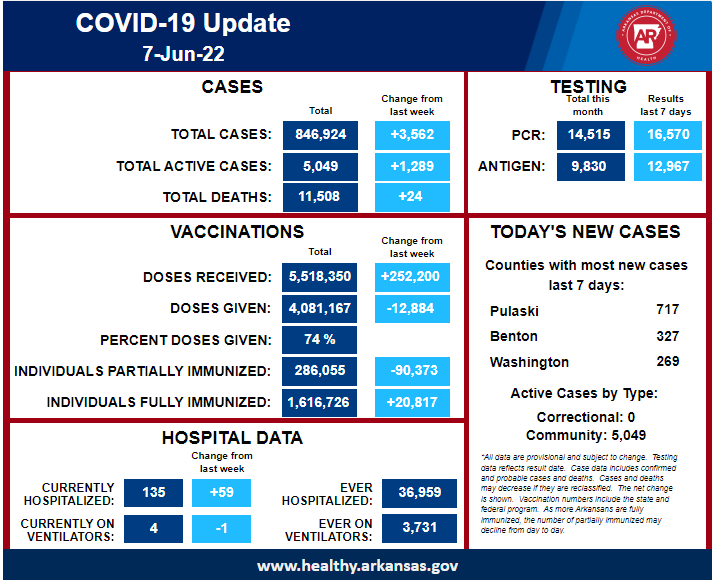 COVID-19 Update
7-Jun-22
ARKANSAS DEPARTMENT OF
AR
HEALTH
CASES
Total
Change from
last week
TOTAL CASES: 846,924 +3,562
TOTAL ACTIVE CASES: 5,049 +1,289
TOTAL DEATHS: 11,508 +24
TESTING
Total this
month
Results
last 7 days
PCR: 14,515 16,570
ANTIGEN: 9,830 12,967
VACCINATIONS
Total
Change from
last week
DOSES RECEIVED: 5,518,350 +252,200
DOSES GIVEN: 4,081,167 -12,884
PERCENT DOSES GIVEN: 74 %
INDIVIDUALS PARTIALLY IMMUNIZED: 286,055 -90,373
INDIVIDUALS FULLY IMMUNIZED: 1,616,726 +20,817
TODAY'S NEW CASES
Counties with most new cases
last 7 days:
Pulaski 717
Benton 327
Washington 269
Active Cases by Type:
Correctional: 0
Community: 5,049
*All data are provisional and subject to change. Testing
data reflects result date. Case data includes confirmed
and probable cases and deaths. Cases and deaths
may decrease if they are reclassified. The net change
is shown. Vaccination numbers include the state and
federal program. As more Arkansans are fully
immunized, the number of partially immunized may
decline from day to day.
HOSPITAL DATA
Change from
last week
CURRENTLY
HOSPITALIZED: 135 +59
EVER
HOSPITALIZED: 36,959
CURRENTLY ON
VENTILATORS: 4 -1
EVER ON
VENTILATORS: 3,731
www.healthy.arkansas.gov